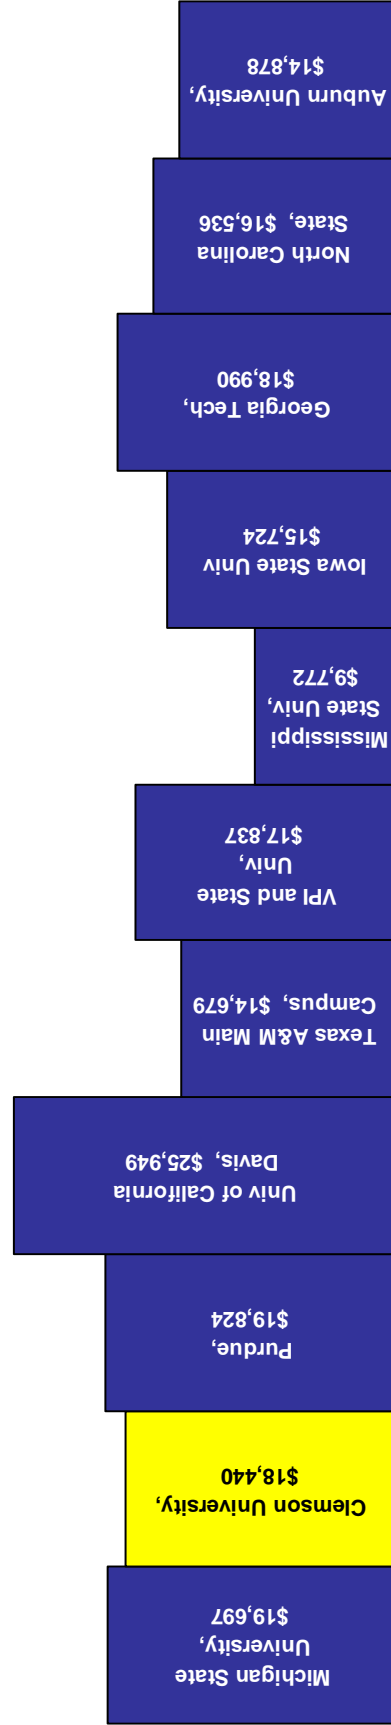 Michigan State
University,
$19,697
Clemson University,
$18,440
Purdue,
$19,824
Univ of California
Davis, $25,949
Texas A&M Main
Campus, $14,679
VPI and State
Univ,
$17,837
Mississippi
State Univ,
$9,772
Iowa State Univ
$15,724
Georgia Tech,
$18,990
North Carolina
State, $16,536
Auburn University,
$14,878